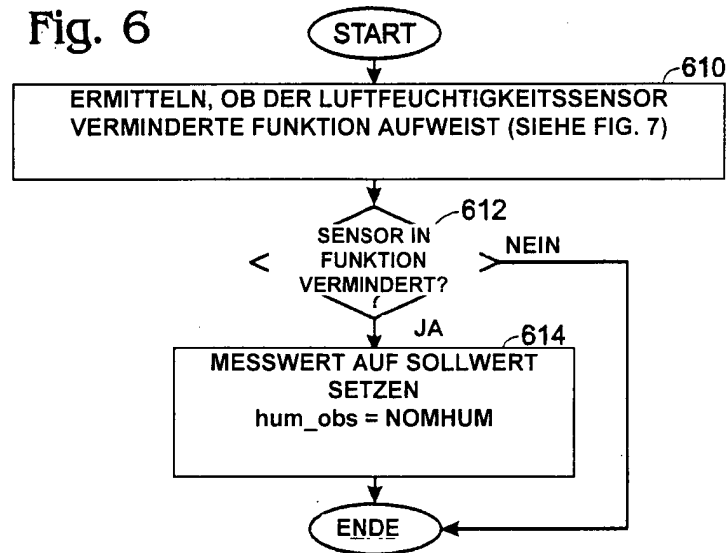 Fig. 6
START
610
ERMITTELN, OB DER LUFTFEUCHTIGKEITSSENSOR
VERMINDERTE FUNKTION AUFWEIST (SIEHE FIG. 7)
612
SENSOR IN
FUNKTION
VERMINDERT?
?
NEIN
JA
614
MESSWERT AUF SOLLWERT
SETZEN
hum_obs = NOMHUM
ENDE